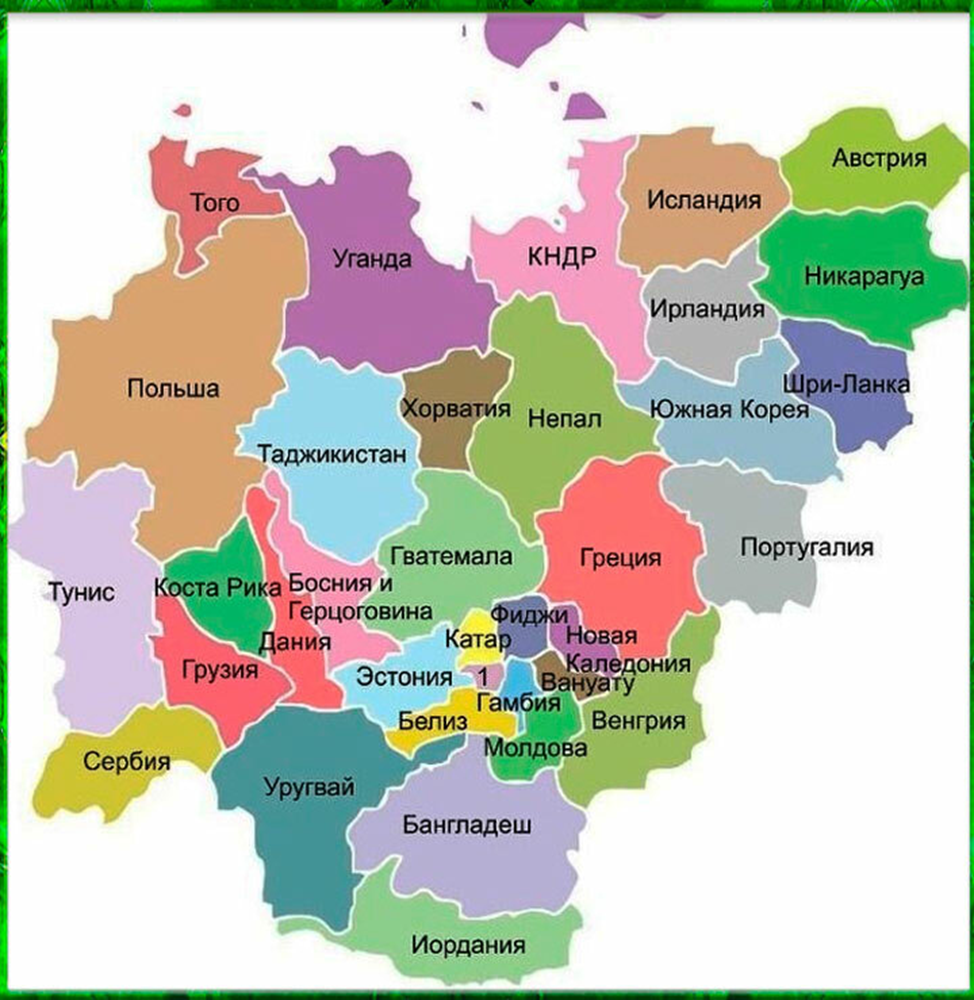 Австрия
Того
Исландия
Уганда
КНДР
Никарагуа
Ирландия
Польша
Шри-Ланка
Хорватия
Южная Корея
Непал
Таджикистан
Португалия
Гватемала
Греция
Тунис
Коста Рика
Босния и
Герцоговина
Фиджи
Дания
Катар
Новая
Каледония
Грузия
Эстония
1
Вануату
Гамбия
Белиз
Венгрия
Молдова
Сербия
Уругвай
Бангладеш
Иордания